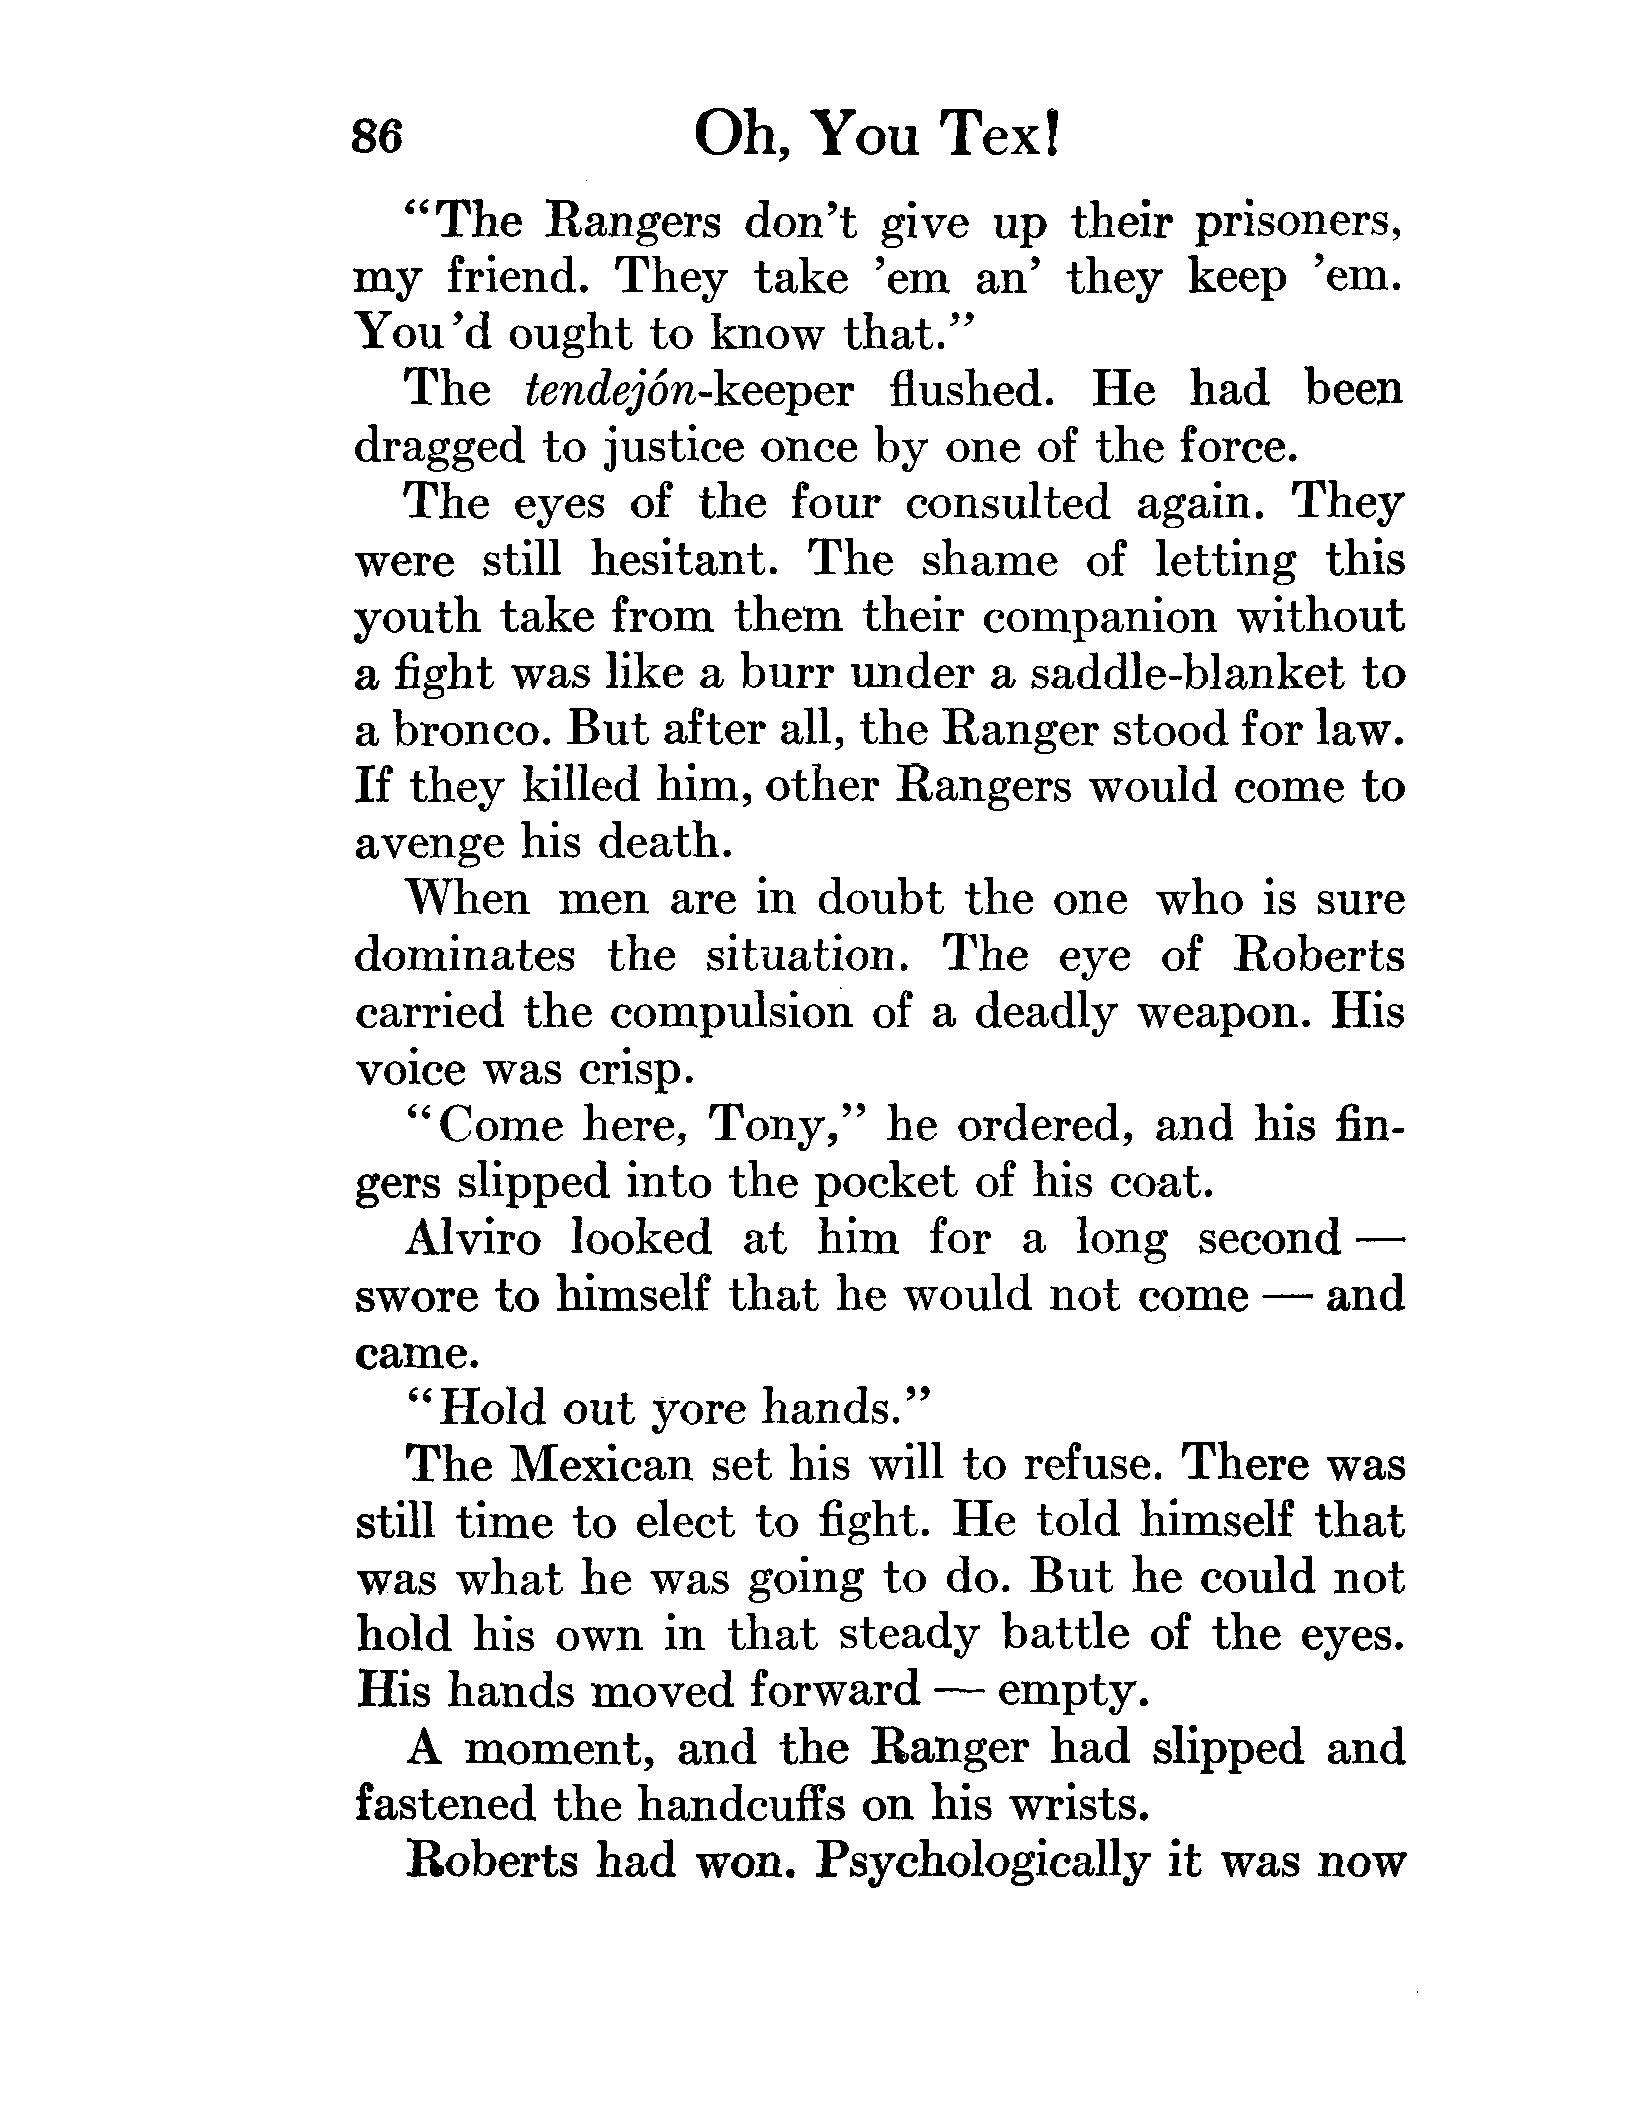 86 Oh, You Tex!
“The Rangers don’t give up their prisoners,
my friend. They take ’em an’ they keep ’em.
You’d ought to know that.”
The tendejón-keeper flushed. He had been
dragged to justice once by one of the force.
The eyes of the four consulted again. They
were still hesitant. The shame of letting this
youth take from them their companion without
a fight was like a burr under a saddle-blanket to
a bronco. But after all, the Ranger stood for law.
If they killed him, other Rangers would come to
avenge his death.
When men are in doubt the one who is sure
dominates the situation. The eye of Roberts
carried the compulsion of a deadly weapon. His
voice was crisp.
“Come here, Tony,” he ordered, and his fin-
gers slipped into the pocket of his coat.
Alviro looked at him for a long second —
swore to himself that he would not come — and
came.
“Hold out yore hands.”
The Mexican set his will to refuse. There was
still time to elect to fight. He told himself that
was what he was going to do. But he could not
hold his own in that steady battle of the eyes.
His hands moved forward — empty.
A moment, and the Ranger had slipped and
fastened the handcuffs on his wrists.
Roberts had won. Psychologically it was now